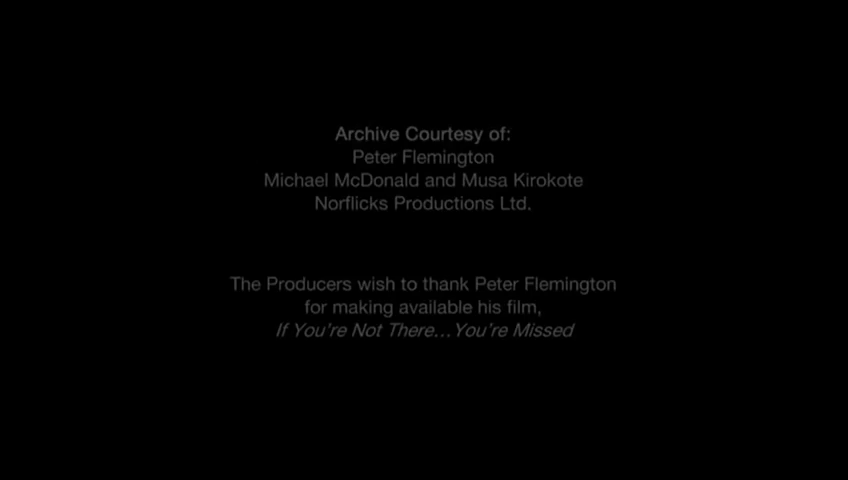 Archive Courtesy of:
Peter Flemington
Michael McDonald and Musa Kirokote
Norflicks Productions Ltd.
The Producers wish to thank Peter Flemington
for making available his film,
If You're Not There...You're Missed